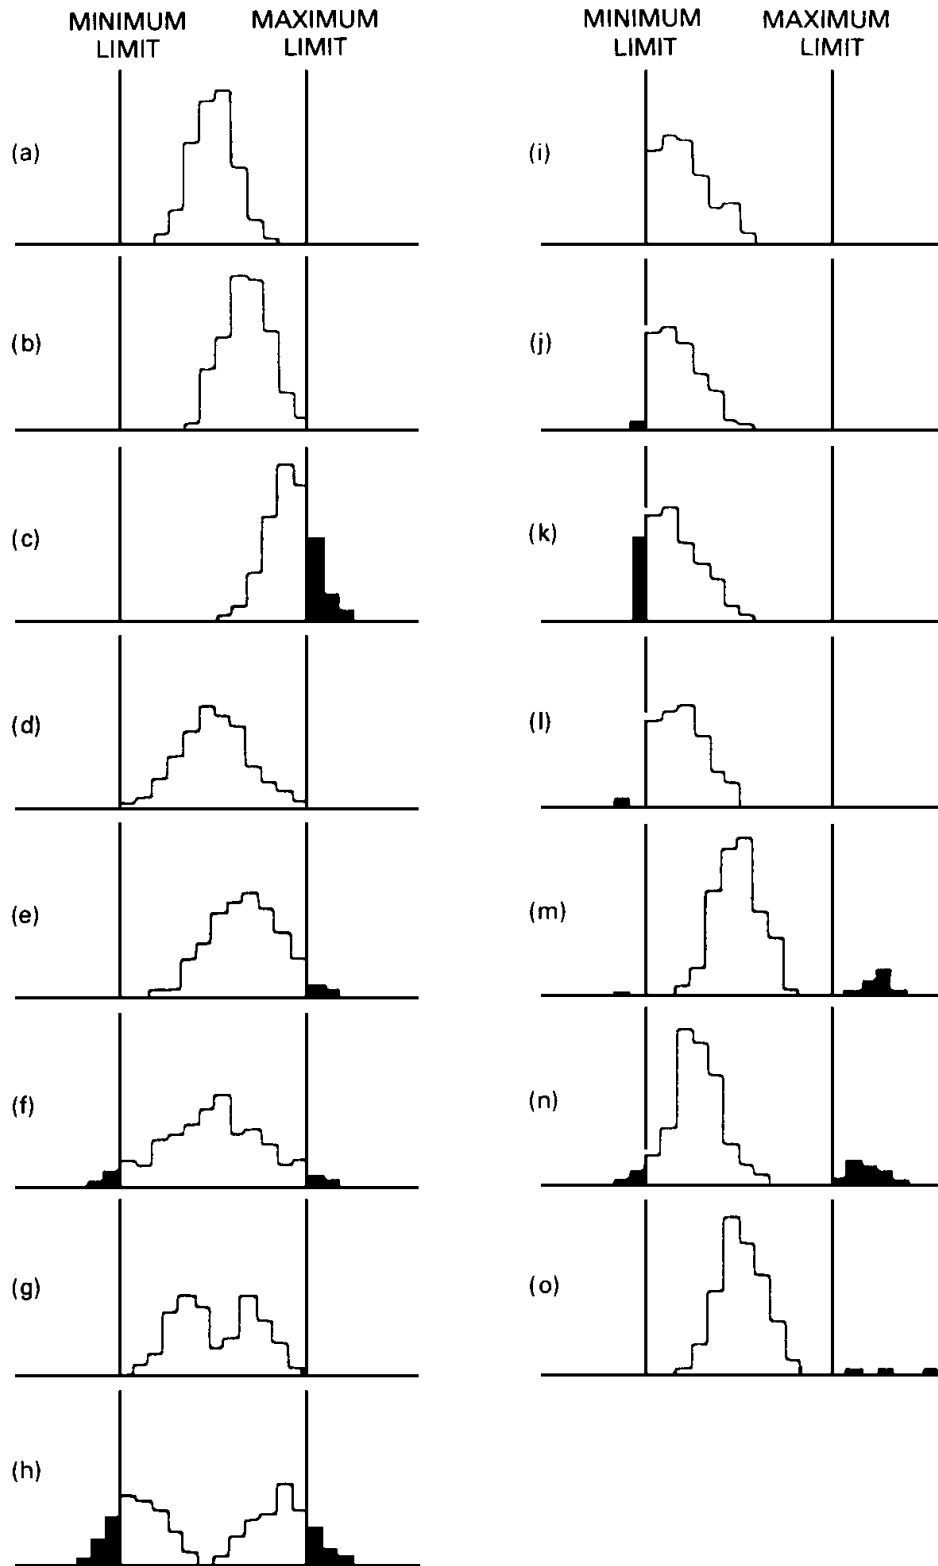 MINIMUM
LIMIT
MAXIMUM
LIMIT
(a)
(b)
(c)
(d)
(e)
(f)
(g)
(h)
MINIMUM
LIMIT
MAXIMUM
LIMIT
(i)
(j)
(k)
(l)
(m)
(n)
(o)